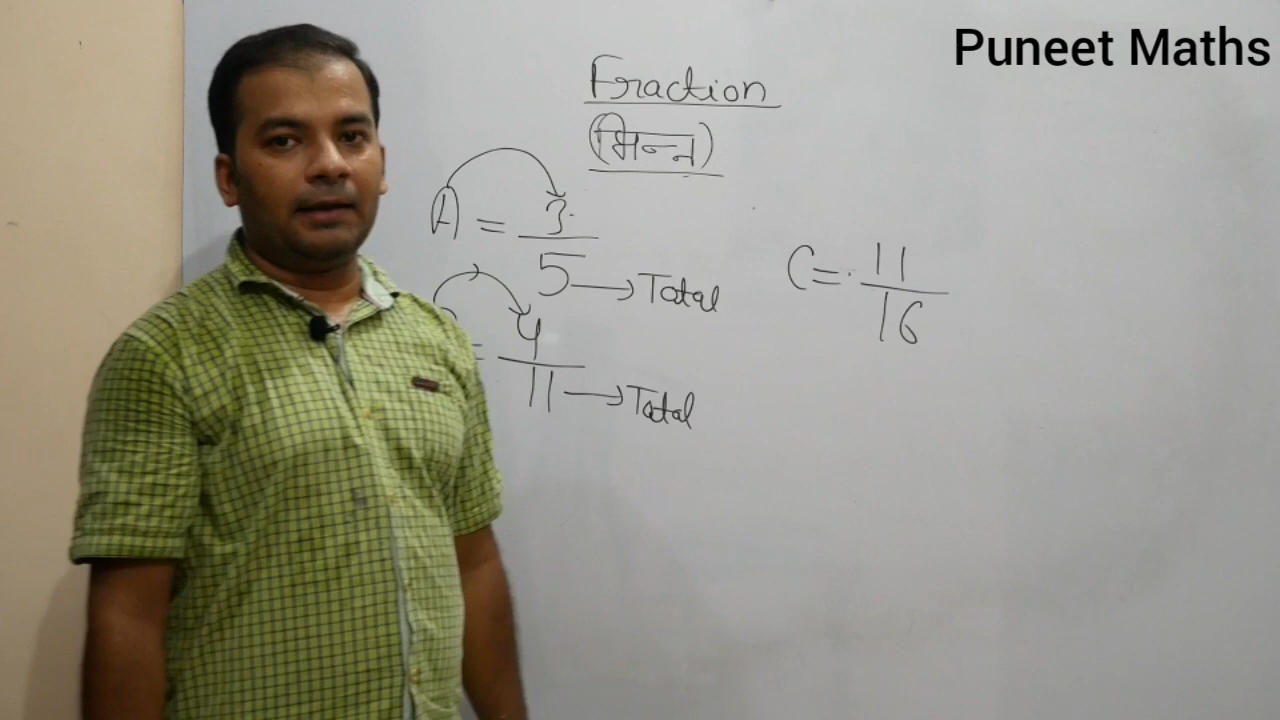 Puneet Maths
Fraction
(भिन्न)
A = 3
5 → Total
= 4
11 → Total
C = 11
16